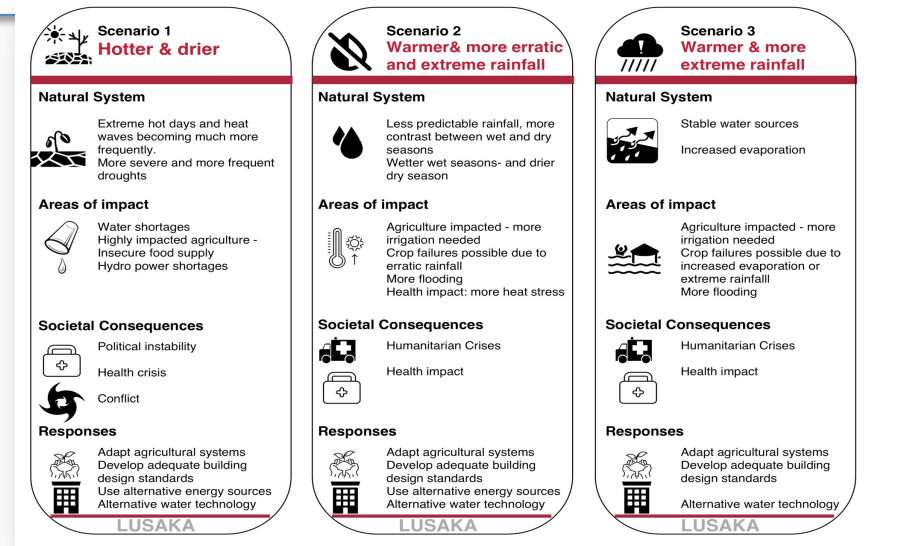 Scenario 1
Hotter & drier
Natural System
Extreme hot days and heat
waves becoming much more
frequently.
More severe and more frequent
droughts
Areas of impact
Water shortages
Highly impacted agriculture -
Insecure food supply
Hydro power shortages
Societal Consequences
Political instability
Health crisis
Conflict
Responses
Adapt agricultural systems
Develop adequate building
design standards
Use alternative energy sources
Alternative water technology
LUSAKA
Scenario 2
Warmer& more erratic
and extreme rainfall
Natural System
Less predictable rainfall, more
contrast between wet and dry
seasons
Wetter wet seasons- and drier
dry season
Areas of impact
Agriculture impacted - more
irrigation needed
Crop failures possible due to
erratic rainfall
More flooding
Health impact: more heat stress
Societal Consequences
Humanitarian Crises
Health impact
Responses
Adapt agricultural systems
Develop adequate building
design standards
Use alternative energy sources
Alternative water technology
LUSAKA
Scenario 3
Warmer & more
extreme rainfall
Natural System
Stable water sources
Increased evaporation
Areas of impact
Agriculture impacted - more
irrigation needed
Crop failures possible due to
increased evaporation or
extreme rainfalll
More flooding
Societal Consequences
Humanitarian Crises
Health impact
Responses
Adapt agricultural systems
Develop adequate building
design standards
Alternative water technology
LUSAKA